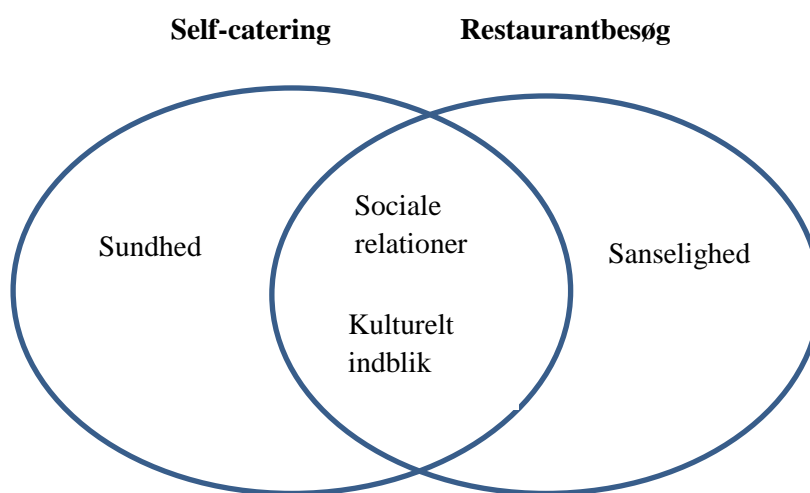 Self-catering Restaurantbesøg
Sundhed
Sociale
relationer
Kulturelt
indblik
Sanselighed